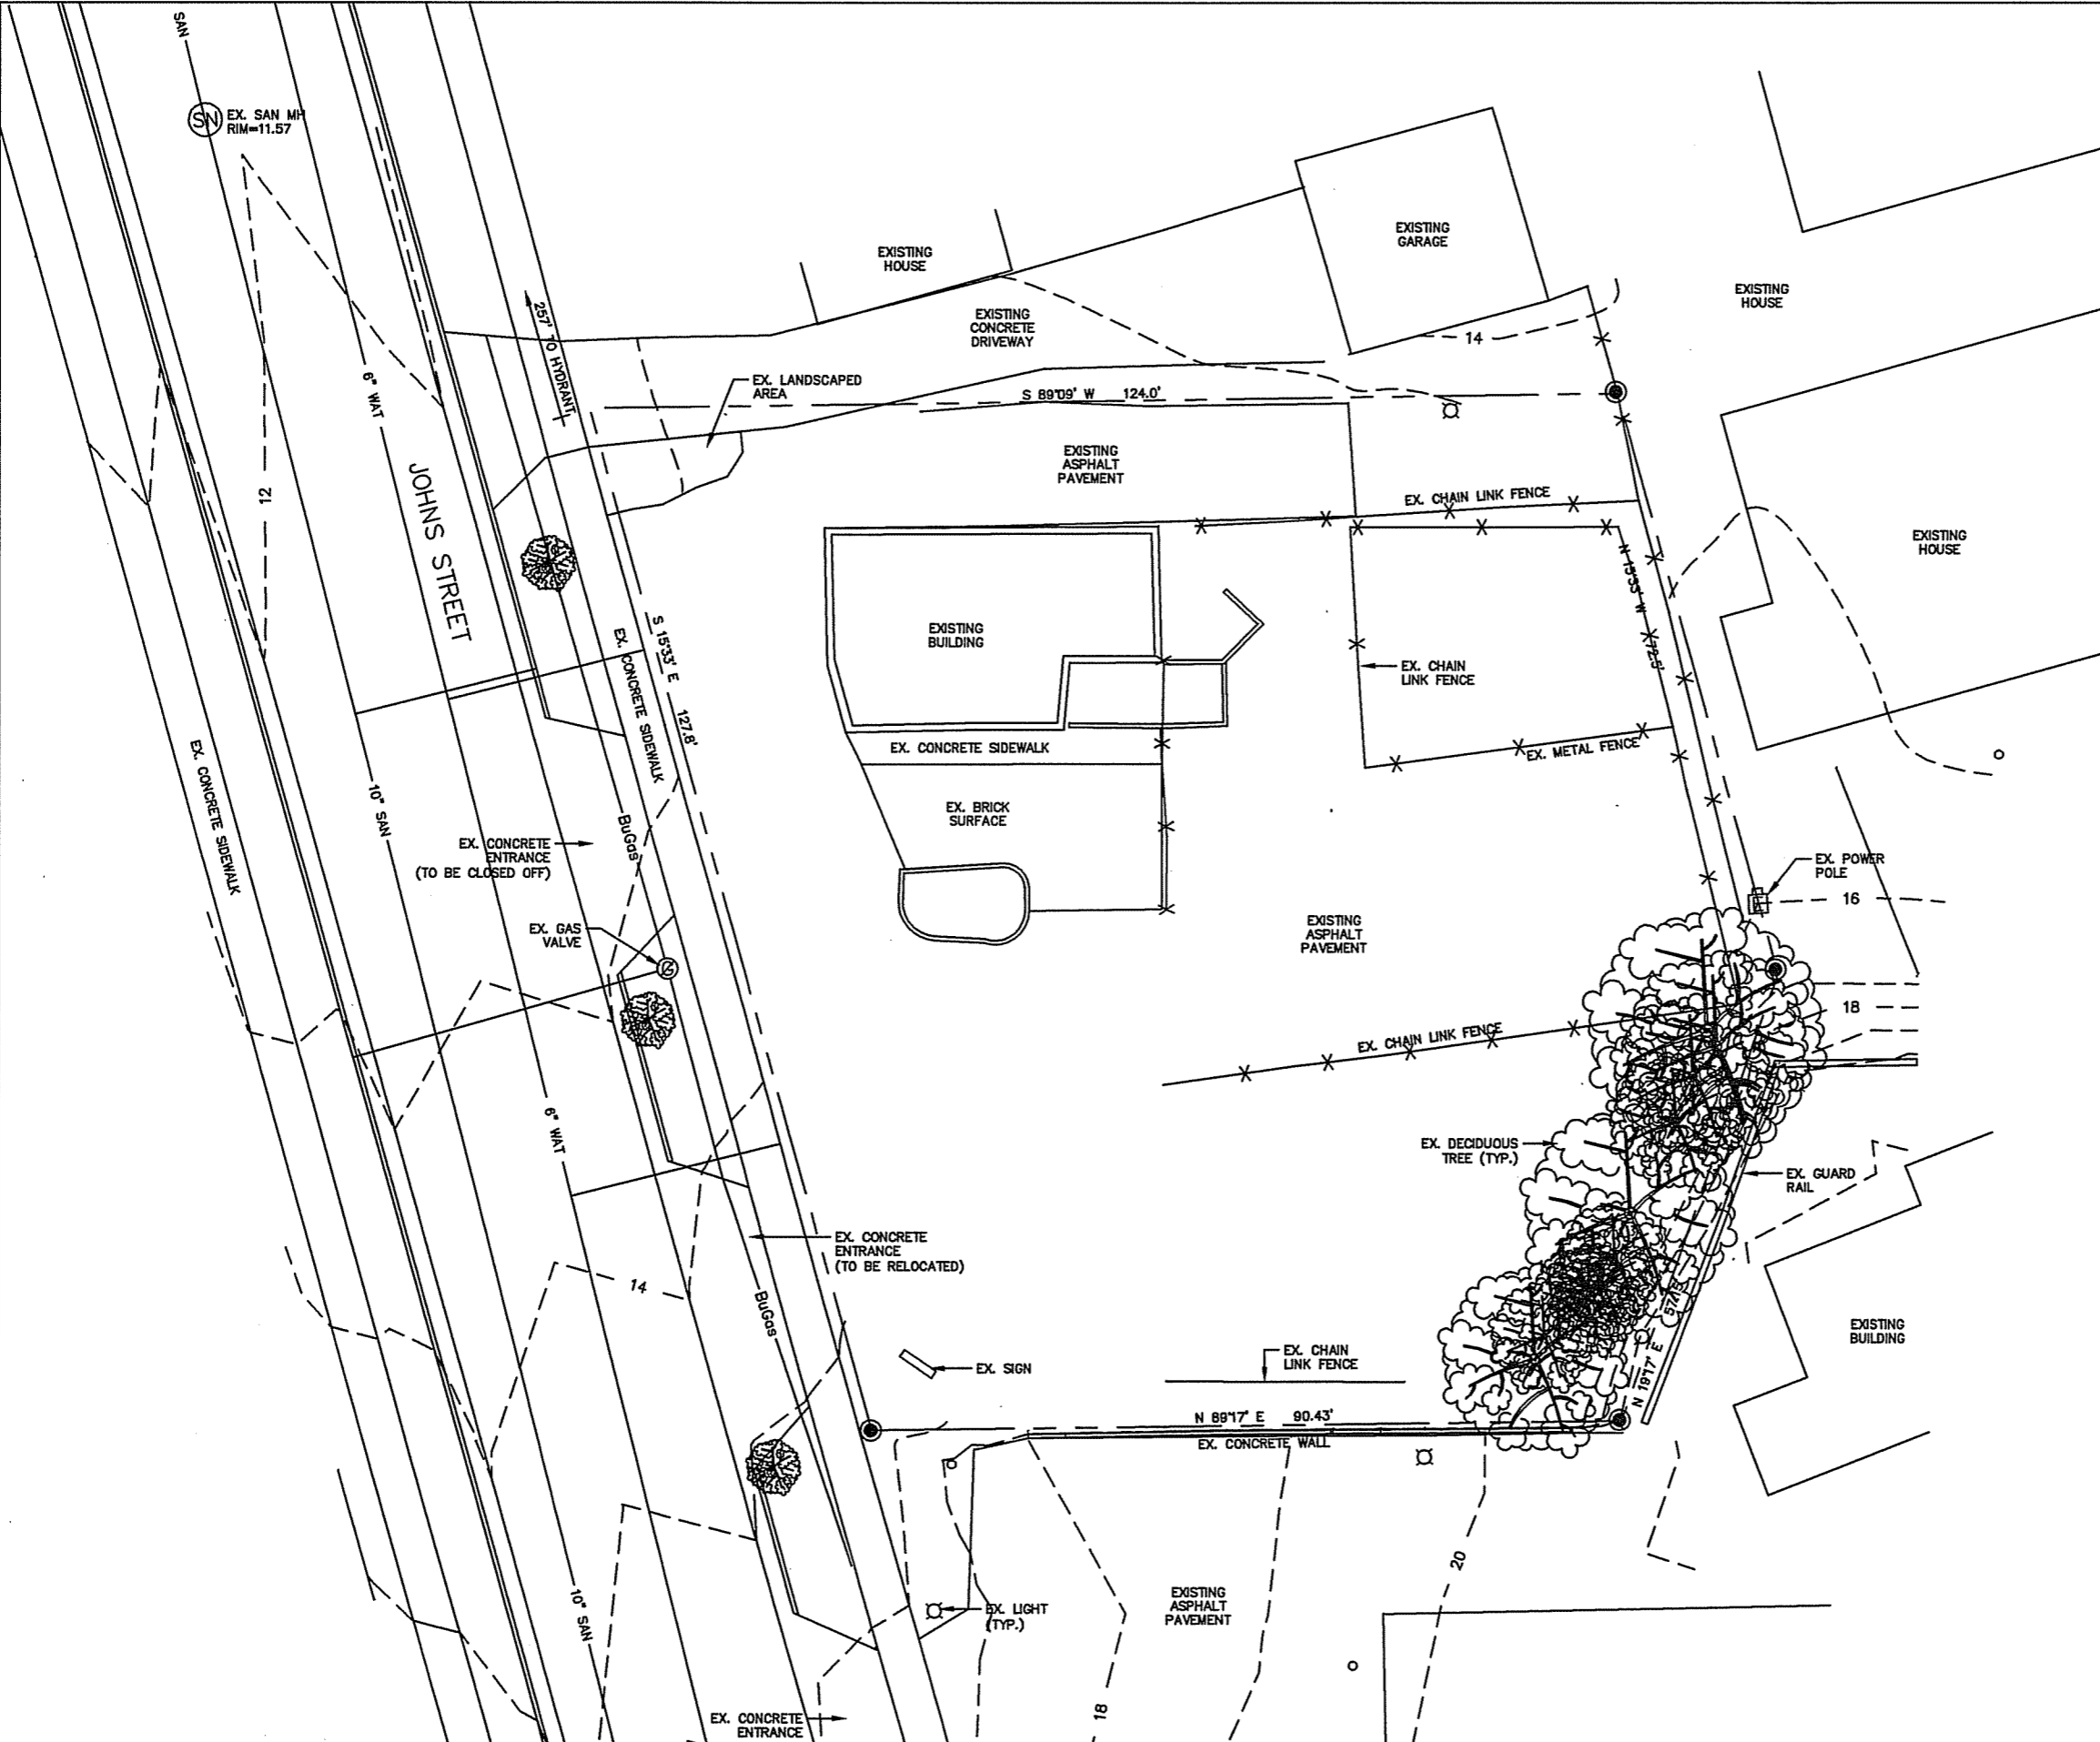 SAN
SN
EX. SAN MH
RIM=11.57
EXISTING
GARAGE
EXISTING
HOUSE
EXISTING
HOUSE
257' TO HYDRANT
EXISTING
CONCRETE
DRIVEWAY
14
6" WAT
EX. LANDSCAPED
AREA
S 89°09' W 124.0'
12
JOHNS STREET
EXISTING
ASPHALT
PAVEMENT
EX. CHAIN LINK FENCE
EXISTING
HOUSE
N 15°33' W 72.5'
EXISTING
BUILDING
S 15°33' E 127.8'
EX. CONCRETE SIDEWALK
EX. CHAIN
LINK FENCE
EX. CONCRETE SIDEWALK
EX. METAL FENCE
EX. CONCRETE SIDEWALK
10" SAN
EX. BRICK
SURFACE
BuGas
EX. CONCRETE
ENTRANCE
(TO BE CLOSED OFF)
EX. POWER
POLE
16
EX. GAS
VALVE
G
EXISTING
ASPHALT
PAVEMENT
18
EX. CHAIN LINK FENCE
6" WAT
EX. DECIDUOUS
TREE (TYP.)
EX. GUARD
RAIL
EX. CONCRETE
ENTRANCE
(TO BE RELOCATED)
14
BuGas
N 19°17' E 57.15'
EXISTING
BUILDING
EX. SIGN
EX. CHAIN
LINK FENCE
N 89°17' E 90.43'
EX. CONCRETE WALL
20
10" SAN
EX. LIGHT
(TYP.)
EXISTING
ASPHALT
PAVEMENT
18
EX. CONCRETE
ENTRANCE